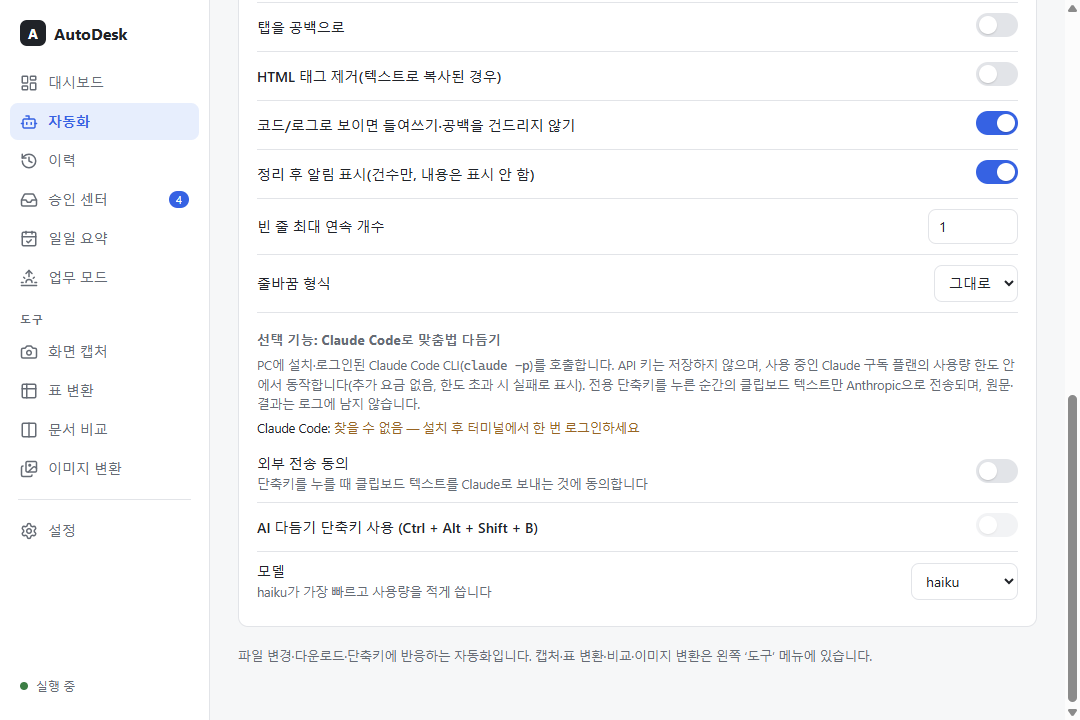 A AutoDesk
대시보드
자동화
이력
승인 센터 4
일일 요약
업무 모드
도구
화면 캡처
표 변환
문서 비교
이미지 변환
설정
실행 중
탭을 공백으로
HTML 태그 제거(텍스트로 복사된 경우)
코드/로그로 보이면 들여쓰기·공백을 건드리지 않기
정리 후 알림 표시(건수만, 내용은 표시 안 함)
빈 줄 최대 연속 개수 1
줄바꿈 형식 그대로
선택 기능: Claude Code로 맞춤법 다듬기
PC에 설치·로그인된 Claude Code CLI(claude -p)를 호출합니다. API 키는 저장하지 않으며, 사용 중인 Claude 구독 플랜의 사용량 한도 안
에서 동작합니다(추가 요금 없음, 한도 초과 시 실패로 표시). 전용 단축키를 누른 순간의 클립보드 텍스트만 Anthropic으로 전송되며, 원문·
결과는 로그에 남지 않습니다.
Claude Code: 찾을 수 없음 — 설치 후 터미널에서 한 번 로그인하세요
외부 전송 동의
단축키를 누를 때 클립보드 텍스트를 Claude로 보내는 것에 동의합니다
AI 다듬기 단축키 사용 (Ctrl + Alt + Shift + B)
모델 haiku
haiku가 가장 빠르고 사용량을 적게 씁니다
파일 변경·다운로드·단축키에 반응하는 자동화입니다. 캡처·표 변환·비교·이미지 변환은 왼쪽 '도구' 메뉴에 있습니다.